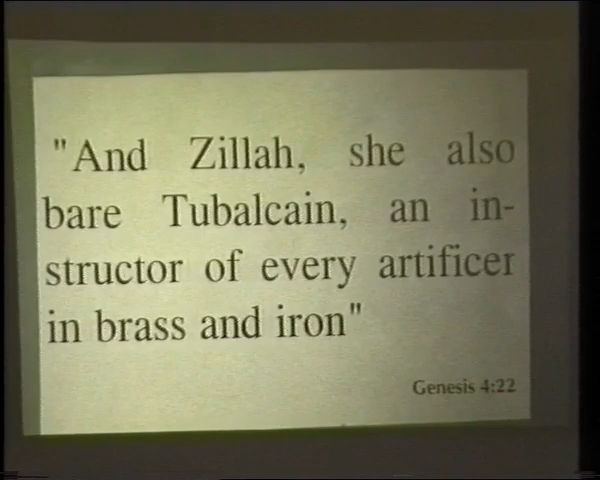 "And Zillah, she also
bare Tubalcain, an in-
structor of every artificer
in brass and iron"
Genesis 4:22